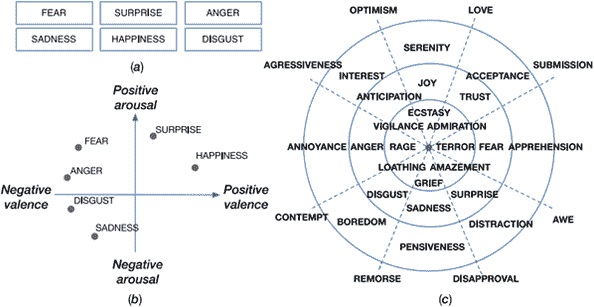 FEAR SURPRISE ANGER
SADNESS HAPPINESS DISGUST
(a)
Positive
arousal
SURPRISE
FEAR
HAPPINESS
ANGER
Negative
valence
Positive
valence
DISGUST
SADNESS
Negative
arousal
(b)
OPTIMISM LOVE
SERENITY
AGRESSIVENESS SUBMISSION
INTEREST ACCEPTANCE
JOY
ANTICIPATION TRUST
ECSTASY
VIGILANCE ADMIRATION
ANNOYANCE ANGER RAGE TERROR FEAR APPREHENSION
LOATHING AMAZEMENT
GRIEF
DISGUST SURPRISE
SADNESS
CONTEMPT AWE
BOREDOM DISTRACTION
PENSIVENESS
REMORSE DISAPPROVAL
(c)